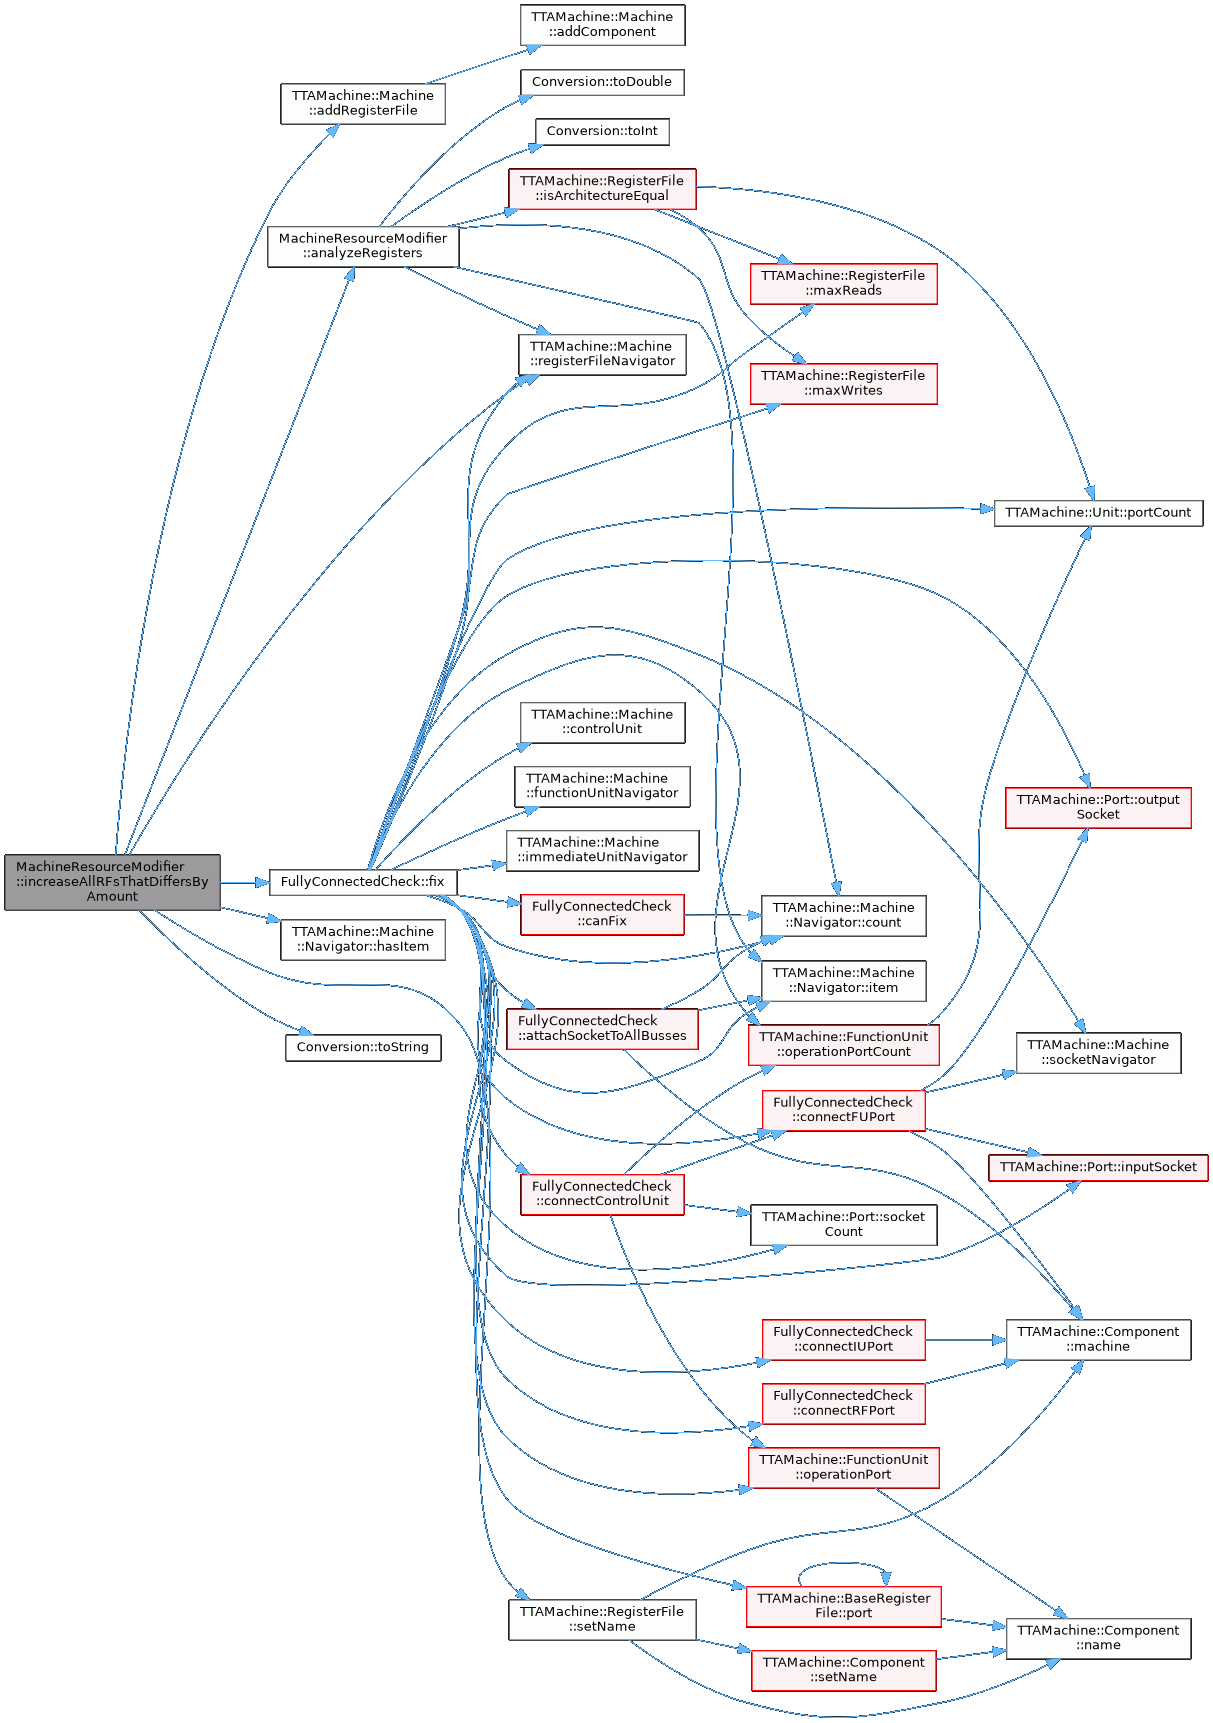 TTAMachine::Machine
::addComponent
Conversion::toDouble
TTAMachine::Machine
::addRegisterFile
Conversion::toInt
TTAMachine::RegisterFile
::isArchitectureEqual
MachineResourceModifier
::analyzeRegisters
TTAMachine::RegisterFile
::maxReads
TTAMachine::Machine
::registerFileNavigator
TTAMachine::RegisterFile
::maxWrites
TTAMachine::Unit::portCount
TTAMachine::Machine
::controlUnit
TTAMachine::Machine
::functionUnitNavigator
TTAMachine::Port::output
Socket
TTAMachine::Machine
::immediateUnitNavigator
MachineResourceModifier
::increaseAllRFsThatDiffersBy
Amount
FullyConnectedCheck::fix
FullyConnectedCheck
::canFix
TTAMachine::Machine
::Navigator::count
TTAMachine::Machine
::Navigator::hasItem
TTAMachine::Machine
::Navigator::item
FullyConnectedCheck
::attachSocketToAllBusses
Conversion::toString
TTAMachine::FunctionUnit
::operationPortCount
TTAMachine::Machine
::socketNavigator
FullyConnectedCheck
::connectFUPort
TTAMachine::Port::inputSocket
FullyConnectedCheck
::connectControlUnit
TTAMachine::Port::socket
Count
FullyConnectedCheck
::connectIUPort
TTAMachine::Component
::machine
FullyConnectedCheck
::connectRFPort
TTAMachine::FunctionUnit
::operationPort
TTAMachine::BaseRegister
File::port
TTAMachine::RegisterFile
::setName
TTAMachine::Component
::name
TTAMachine::Component
::setName